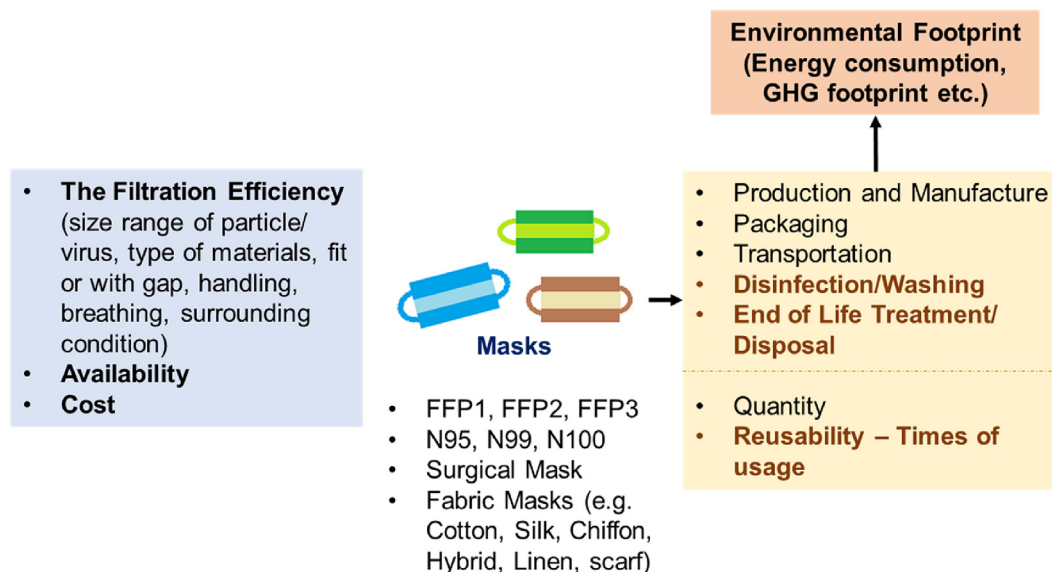 Environmental Footprint
(Energy consumption,
GHG footprint etc.)
• The Filtration Efficiency
(size range of particle/
virus, type of materials, fit
or with gap, handling,
breathing, surrounding
condition)
• Availability
• Cost
Masks
• FFP1, FFP2, FFP3
• N95, N99, N100
• Surgical Mask
• Fabric Masks (e.g.
Cotton, Silk, Chiffon,
Hybrid, Linen, scarf)
• Production and Manufacture
• Packaging
• Transportation
• Disinfection/Washing
• End of Life Treatment/
Disposal
• Quantity
• Reusability – Times of
usage